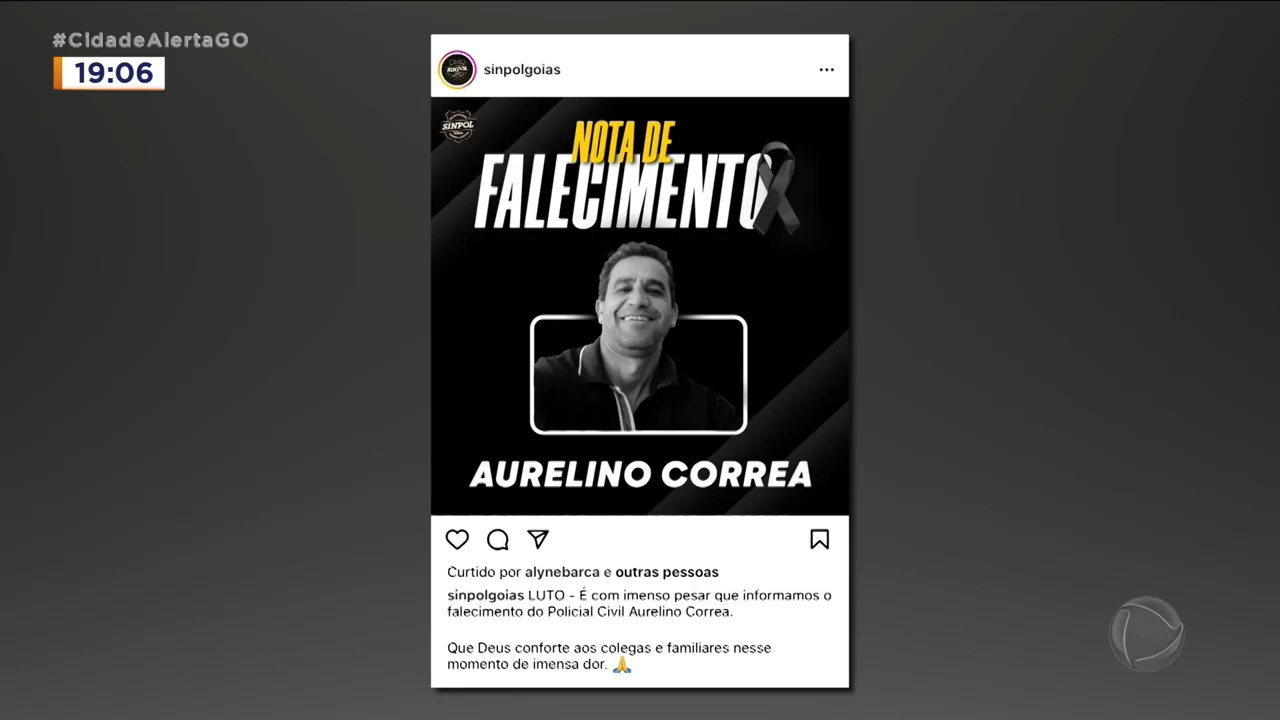 #CidadeAlertaGO
19:06
sinpolgoias
SINPOL
NOTA DE
FALECIMENTO
AURELINO CORREA
Curtido por alynebarca e outras pessoas
sinpolgoias LUTO - É com imenso pesar que informamos o
falecimento do Policial Civil Aurelino Correa.
Que Deus conforte aos colegas e familiares nesse
momento de imensa dor. 🙏